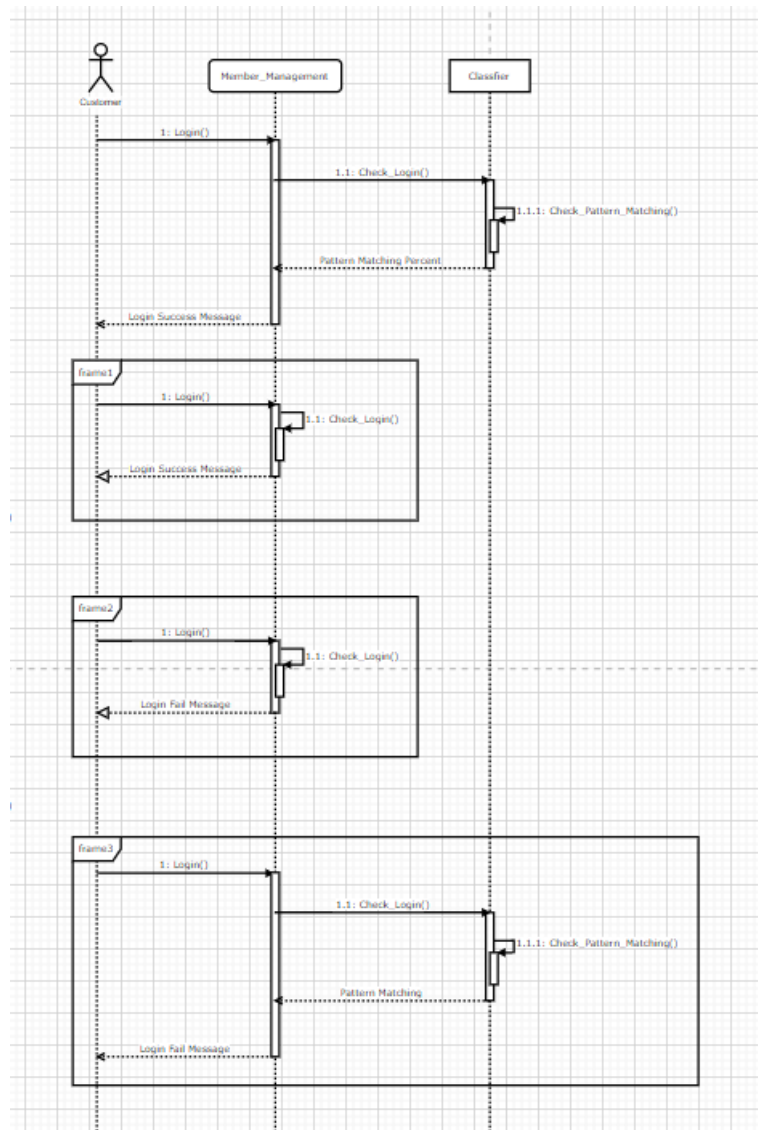 Customer
Member_Management
Classfier
1: Login()
1.1: Check_Login()
1.1.1: Check_Pattern_Matching()
Pattern Matching Percent
Login Success Message
frame1
1: Login()
1.1: Check_Login()
Login Success Message
frame2
1: Login()
1.1: Check_Login()
Login Fail Message
frame3
1: Login()
1.1: Check_Login()
1.1.1: Check_Pattern_Matching()
Pattern Matching
Login Fail Message